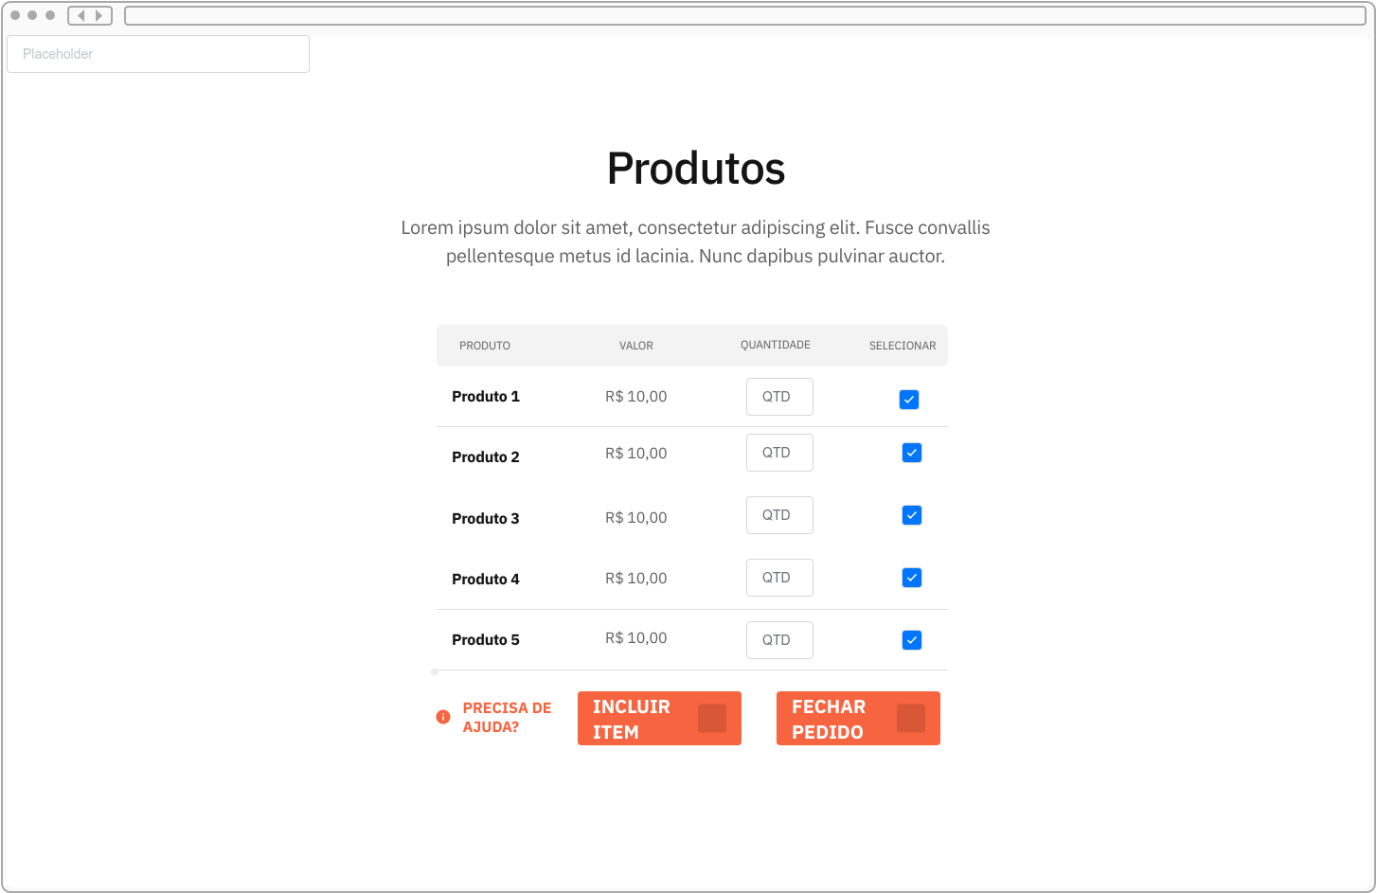 Placeholder
Produtos
Lorem ipsum dolor sit amet, consectetur adipiscing elit. Fusce convallis
pellentesque metus id lacinia. Nunc dapibus pulvinar auctor.
PRODUTO VALOR QUANTIDADE SELECIONAR
Produto 1 R$ 10,00 QTD
Produto 2 R$ 10,00 QTD
Produto 3 R$ 10,00 QTD
Produto 4 R$ 10,00 QTD
Produto 5 R$ 10,00 QTD
PRECISA DE
AJUDA?
INCLUIR
ITEM
FECHAR
PEDIDO